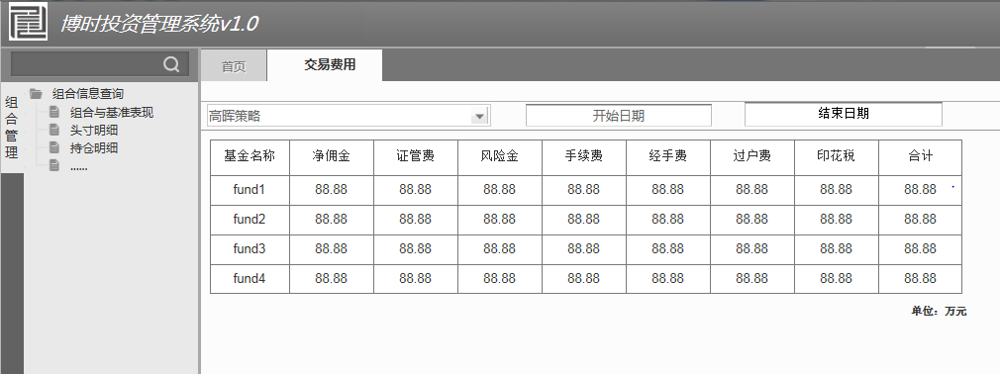 博时投资管理系统v1.0
首页 交易费用
组合管理
组合信息查询
组合与基准表现
头寸明细
持仓明细
......
高晖策略 开始日期 结束日期
基金名称 净佣金 证管费 风险金 手续费 经手费 过户费 印花税 合计
fund1 88.88 88.88 88.88 88.88 88.88 88.88 88.88 88.88
fund2 88.88 88.88 88.88 88.88 88.88 88.88 88.88 88.88
fund3 88.88 88.88 88.88 88.88 88.88 88.88 88.88 88.88
fund4 88.88 88.88 88.88 88.88 88.88 88.88 88.88 88.88
单位：万元